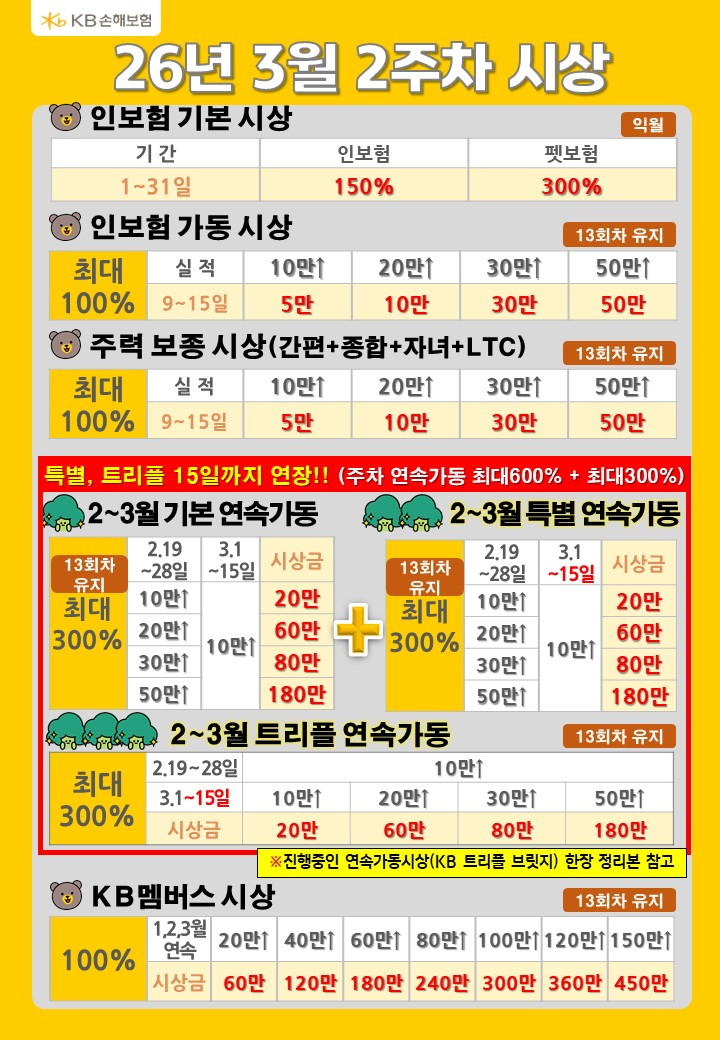 KB손해보험
26년 3월 2주차 시상
인보험 기본 시상
익월
기 간 인보험 펫보험
1~31일 150% 300%
인보험 가동 시상
13회차 유지
최대 100%
실 적 10만↑ 20만↑ 30만↑ 50만↑
9~15일 5만 10만 30만 50만
주력 보종 시상(간편+종합+자녀+LTC)
13회차 유지
최대 100%
실 적 10만↑ 20만↑ 30만↑ 50만↑
9~15일 5만 10만 30만 50만
특별, 트리플 15일까지 연장!! (주차 연속가동 최대600% + 최대300%)
2~3월 기본 연속가동
13회차 유지
최대 300%
2.19 ~28일 3.1 ~15일 시상금
10만↑ 10만↑ 20만
20만↑ 60만
30만↑ 80만
50만↑ 180만
+
2~3월 특별 연속가동
13회차 유지
최대 300%
2.19 ~28일 3.1 ~15일 시상금
10만↑ 10만↑ 20만
20만↑ 60만
30만↑ 80만
50만↑ 180만
2~3월 트리플 연속가동
13회차 유지
최대 300%
2.19~28일 10만↑
3.1~15일 10만↑ 20만↑ 30만↑ 50만↑
시상금 20만 60만 80만 180만
※진행중인 연속가동시상(KB 트리플 브릿지) 한장 정리본 참고
KB멤버스 시상
13회차 유지
100%
1,2,3월 연속 20만↑ 40만↑ 60만↑ 80만↑ 100만↑ 120만↑ 150만↑
시상금 60만 120만 180만 240만 300만 360만 450만